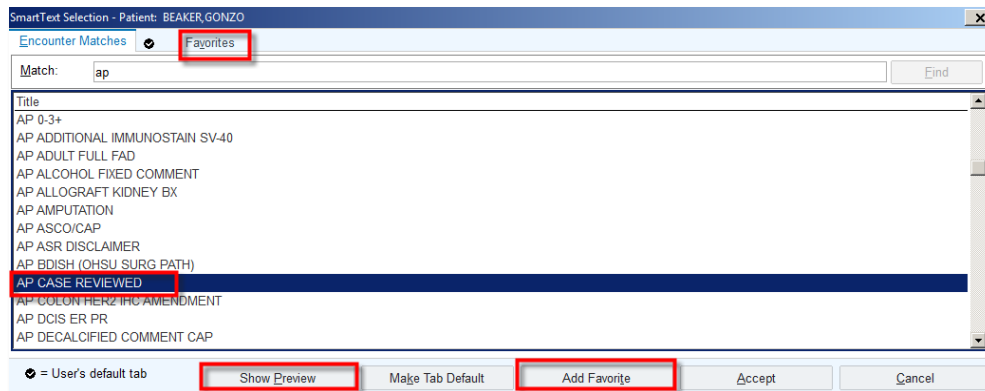 SmartText Selection - Patient: BEAKER,GONZO
Encounter Matches Favorites
Match: ap Find
Title
AP 0-3+
AP ADDITIONAL IMMUNOSTAIN SV-40
AP ADULT FULL FAD
AP ALCOHOL FIXED COMMENT
AP ALLOGRAFT KIDNEY BX
AP AMPUTATION
AP ASCO/CAP
AP ASR DISCLAIMER
AP BDISH (OHSU SURG PATH)
AP CASE REVIEWED
AP COLON HER2 IHC AMENDMENT
AP DCIS ER PR
AP DECALCIFIED COMMENT CAP
= User's default tab Show Preview Make Tab Default Add Favorite Accept Cancel